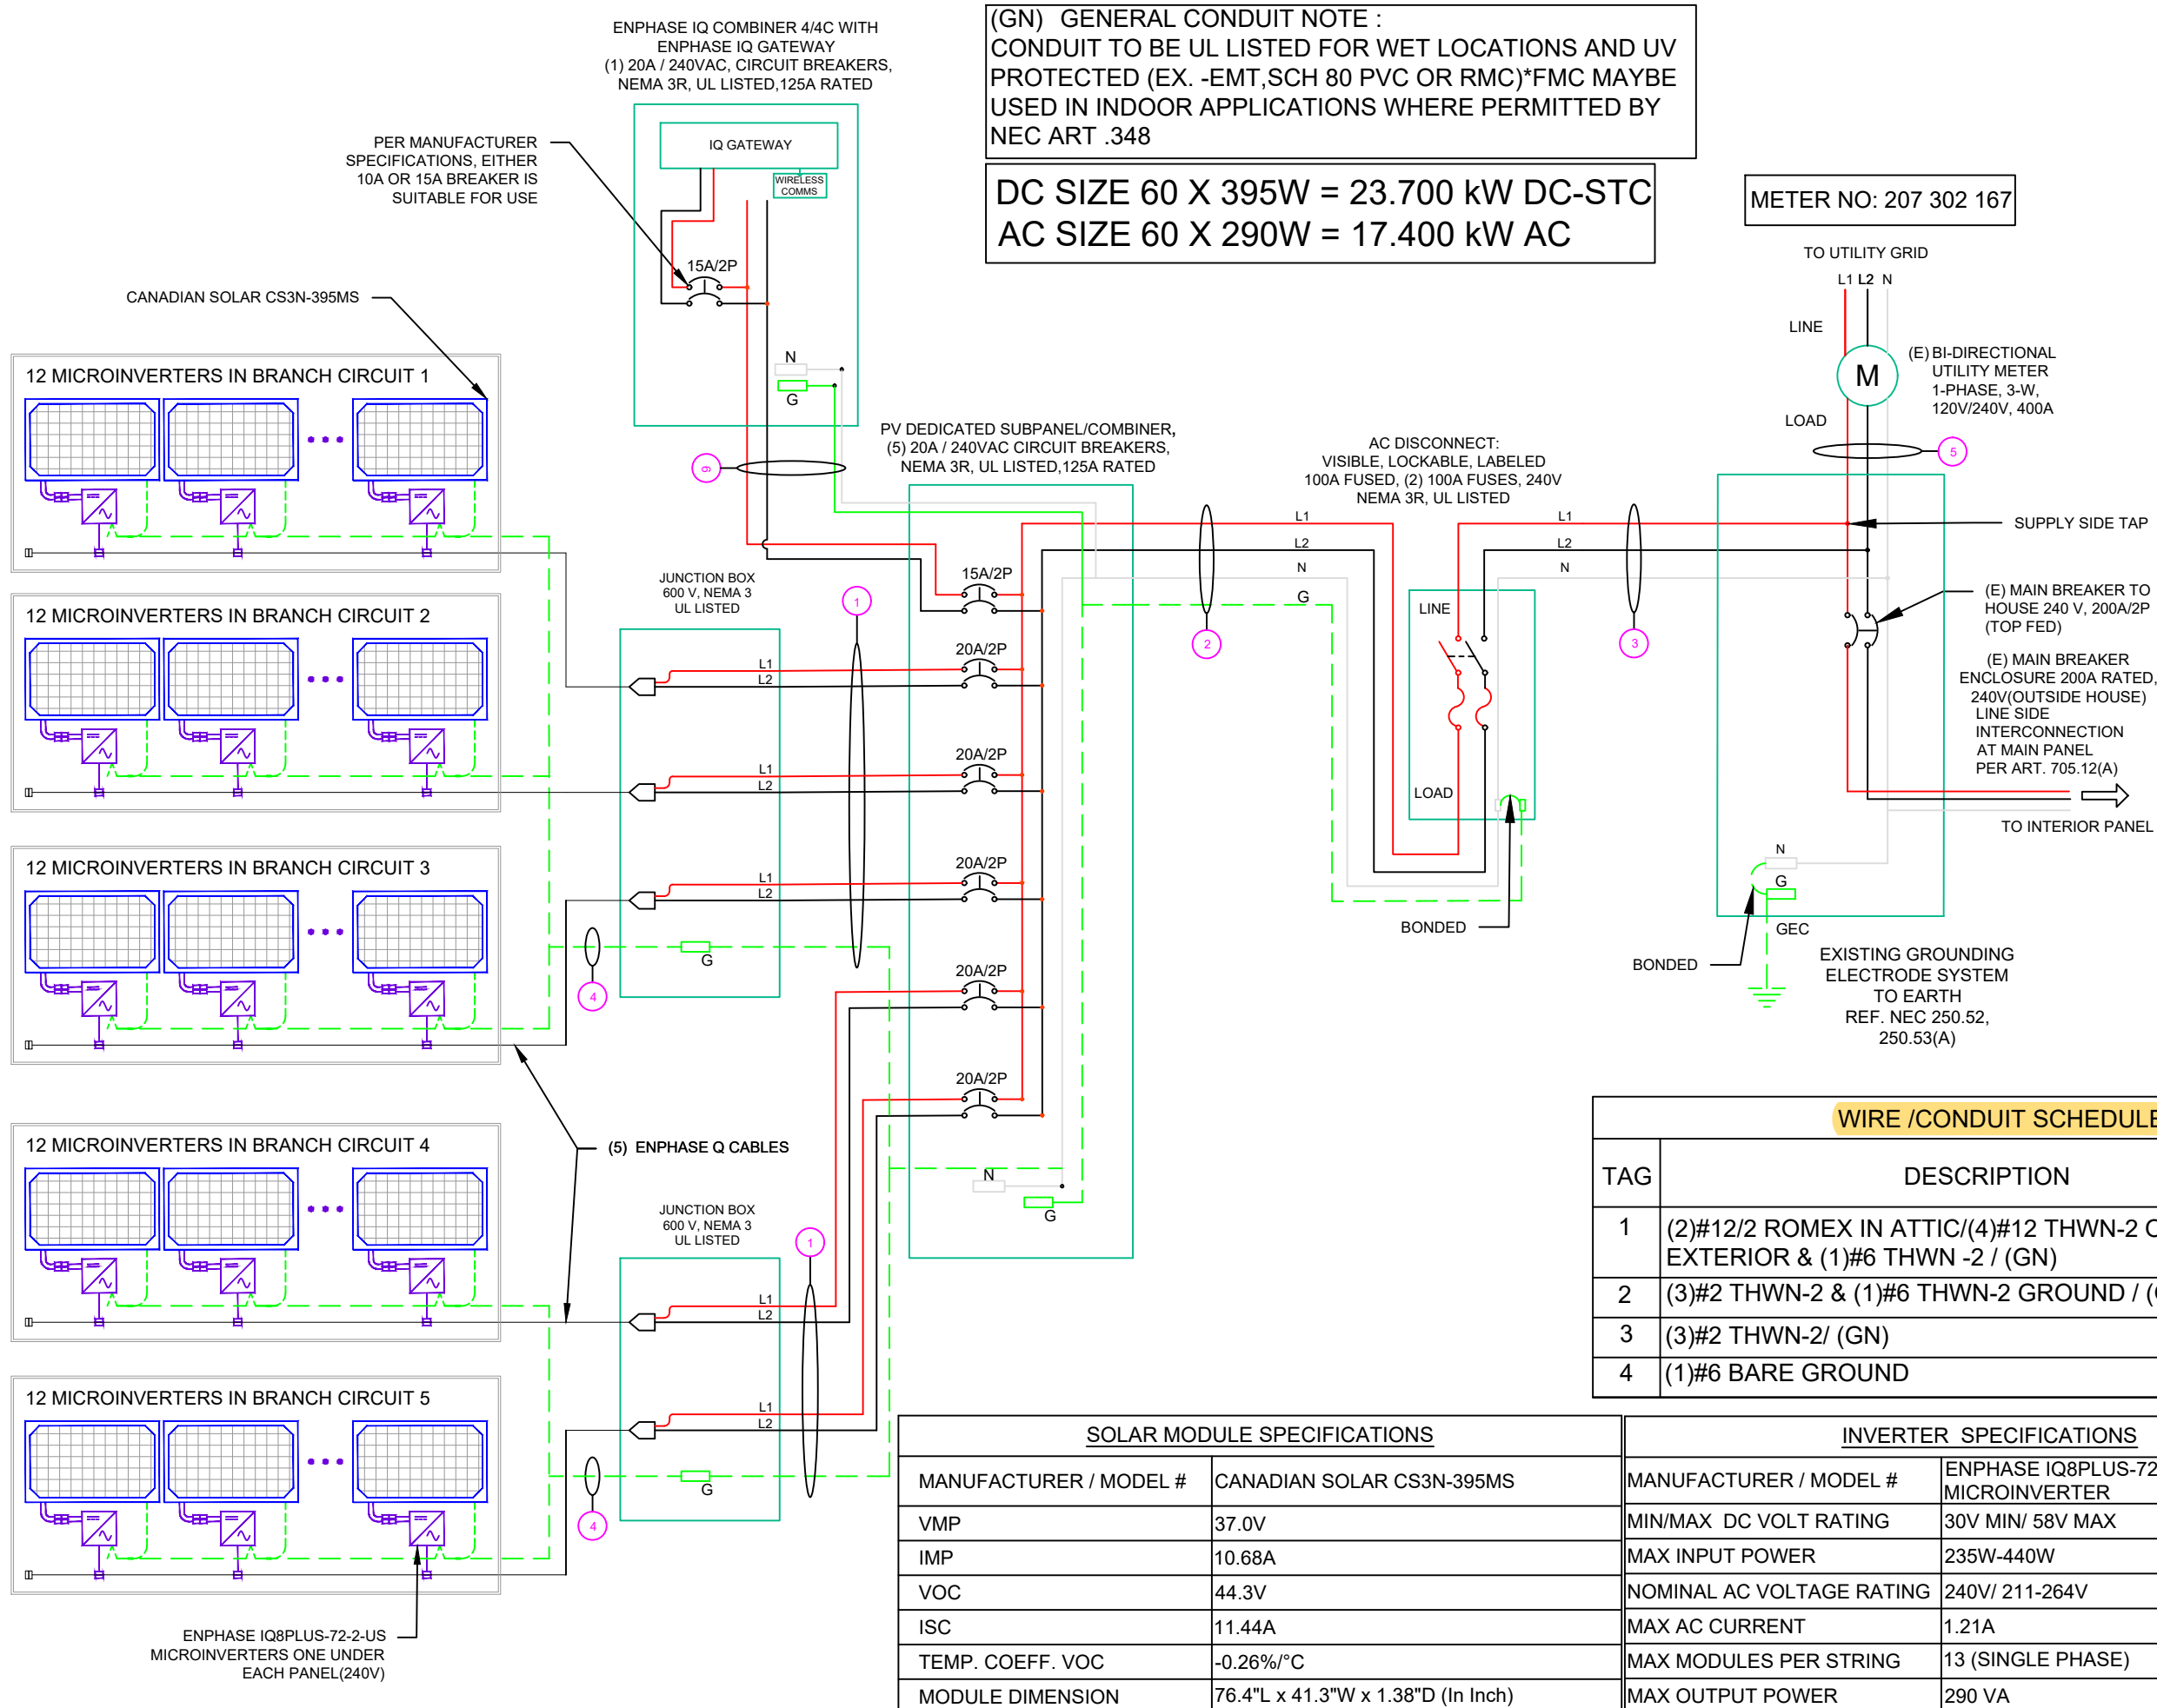 ENPHASE IQ COMBINER 4/4C WITH
ENPHASE IQ GATEWAY
(1) 20A / 240VAC, CIRCUIT BREAKERS,
NEMA 3R, UL LISTED,125A RATED
(GN) GENERAL CONDUIT NOTE :
CONDUIT TO BE UL LISTED FOR WET LOCATIONS AND UV
PROTECTED (EX. -EMT,SCH 80 PVC OR RMC)*FMC MAYBE
USED IN INDOOR APPLICATIONS WHERE PERMITTED BY
NEC ART .348
DC SIZE 60 X 395W = 23.700 kW DC-STC
AC SIZE 60 X 290W = 17.400 kW AC
METER NO: 207 302 167
PER MANUFACTURER
SPECIFICATIONS, EITHER
10A OR 15A BREAKER IS
SUITABLE FOR USE
IQ GATEWAY
WIRELESS
COMMS
15A/2P
N
G
6
CANADIAN SOLAR CS3N-395MS
TO UTILITY GRID
L1 L2 N
LINE
M
(E) BI-DIRECTIONAL
UTILITY METER
1-PHASE, 3-W,
120V/240V, 400A
LOAD
5
12 MICROINVERTERS IN BRANCH CIRCUIT 1
12 MICROINVERTERS IN BRANCH CIRCUIT 2
12 MICROINVERTERS IN BRANCH CIRCUIT 3
12 MICROINVERTERS IN BRANCH CIRCUIT 4
12 MICROINVERTERS IN BRANCH CIRCUIT 5
PV DEDICATED SUBPANEL/COMBINER,
(5) 20A / 240VAC CIRCUIT BREAKERS,
NEMA 3R, UL LISTED,125A RATED
AC DISCONNECT:
VISIBLE, LOCKABLE, LABELED
100A FUSED, (2) 100A FUSES, 240V
NEMA 3R, UL LISTED
L1
L2
N
G
2
L1
L2
N
3
SUPPLY SIDE TAP
JUNCTION BOX
600 V, NEMA 3
UL LISTED
1
15A/2P
20A/2P
20A/2P
20A/2P
20A/2P
20A/2P
L1
L2
L1
L2
L1
L2
G
4
LINE
LOAD
BONDED
(E) MAIN BREAKER TO
HOUSE 240 V, 200A/2P
(TOP FED)
(E) MAIN BREAKER
ENCLOSURE 200A RATED,
240V(OUTSIDE HOUSE)
LINE SIDE
INTERCONNECTION
AT MAIN PANEL
PER ART. 705.12(A)
TO INTERIOR PANEL
N
G
GEC
BONDED
EXISTING GROUNDING
ELECTRODE SYSTEM
TO EARTH
REF. NEC 250.52,
250.53(A)
(5) ENPHASE Q CABLES
N
G
JUNCTION BOX
600 V, NEMA 3
UL LISTED
1
L1
L2
L1
L2
G
4
ENPHASE IQ8PLUS-72-2-US
MICROINVERTERS ONE UNDER
EACH PANEL(240V)
WIRE /CONDUIT SCHEDULE
TAG DESCRIPTION
1 (2)#12/2 ROMEX IN ATTIC/(4)#12 THWN-2
EXTERIOR & (1)#6 THWN -2 / (GN)
2 (3)#2 THWN-2 & (1)#6 THWN-2 GROUND /
3 (3)#2 THWN-2/ (GN)
4 (1)#6 BARE GROUND
SOLAR MODULE SPECIFICATIONS
MANUFACTURER / MODEL # CANADIAN SOLAR CS3N-395MS
VMP 37.0V
IMP 10.68A
VOC 44.3V
ISC 11.44A
TEMP. COEFF. VOC -0.26%/°C
MODULE DIMENSION 76.4"L x 41.3"W x 1.38"D (In Inch)
INVERTER SPECIFICATIONS
MANUFACTURER / MODEL # ENPHASE IQ8PLUS-72
MICROINVERTER
MIN/MAX DC VOLT RATING 30V MIN/ 58V MAX
MAX INPUT POWER 235W-440W
NOMINAL AC VOLTAGE RATING 240V/ 211-264V
MAX AC CURRENT 1.21A
MAX MODULES PER STRING 13 (SINGLE PHASE)
MAX OUTPUT POWER 290 VA